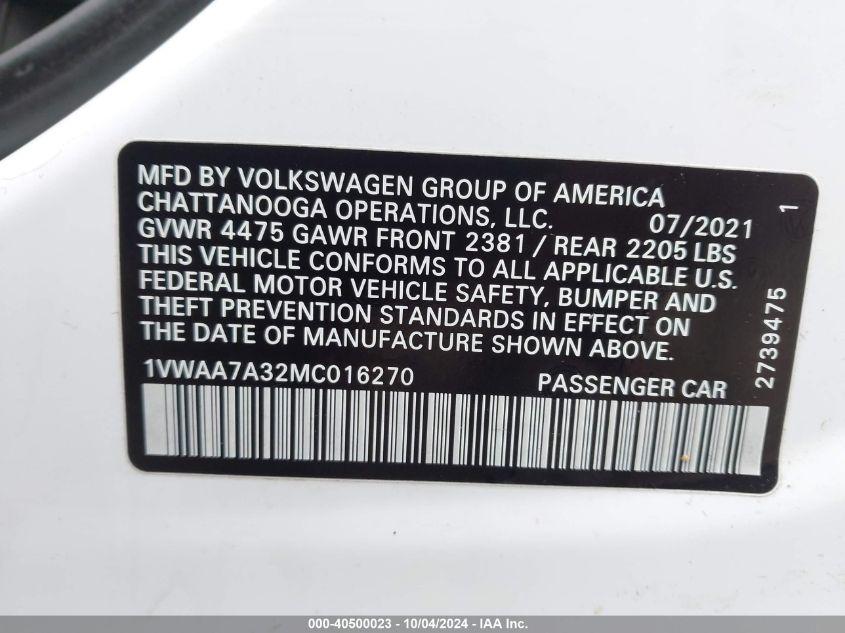 MFD BY VOLKSWAGEN GROUP OF AMERICA
CHATTANOOGA OPERATIONS, LLC. 07/2021
GVWR 4475 GAWR FRONT 2381 / REAR 2205 LBS
THIS VEHICLE CONFORMS TO ALL APPLICABLE U.S.
FEDERAL MOTOR VEHICLE SAFETY, BUMPER AND
THEFT PREVENTION STANDARDS IN EFFECT ON
THE DATE OF MANUFACTURE SHOWN ABOVE.
1VWAA7A32MC016270 PASSENGER CAR
2739475 1
000-40500023 - 10/04/2024 - IAA Inc.